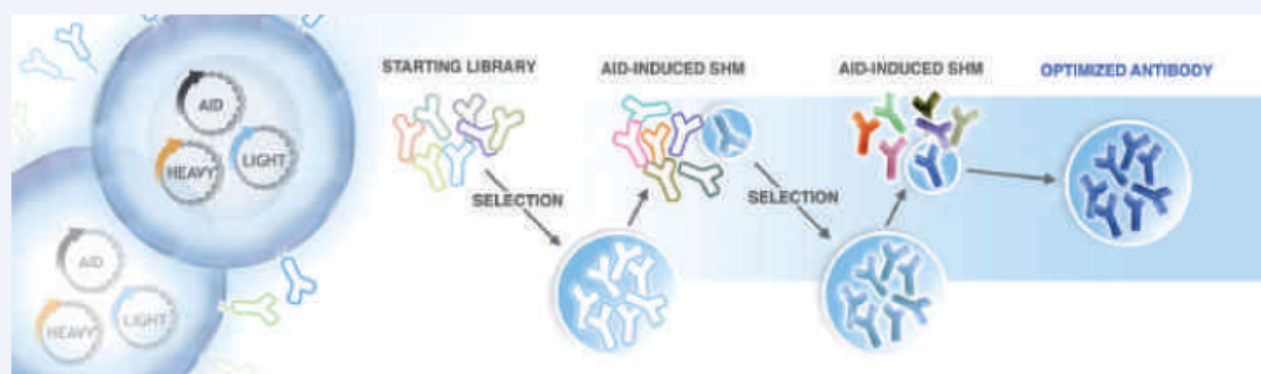 AID
HEAVY
LIGHT
AID
HEAVY
LIGHT
STARTING LIBRARY
SELECTION
AID-INDUCED SHM
SELECTION
AID-INDUCED SHM
OPTIMIZED ANTIBODY